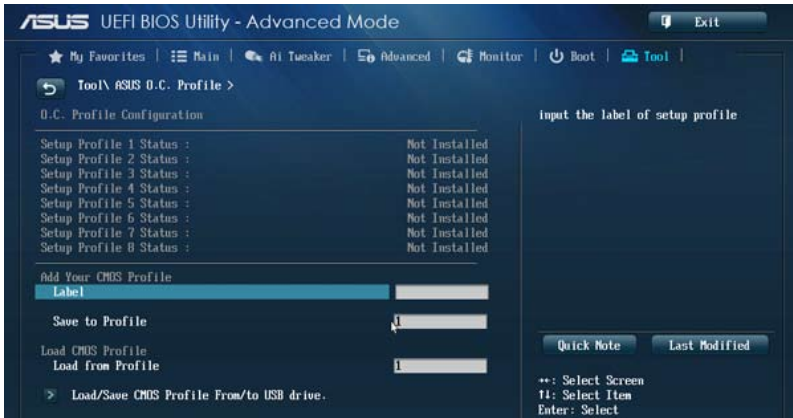 ASUS UEFI BIOS Utility - Advanced Mode
Exit
My Favorites | Main | Ai Tweaker | Advanced | Monitor | Boot | Tool |
Tool\ ASUS O.C. Profile >
O.C. Profile Configuration
input the label of setup profile
Setup Profile 1 Status : Not Installed
Setup Profile 2 Status : Not Installed
Setup Profile 3 Status : Not Installed
Setup Profile 4 Status : Not Installed
Setup Profile 5 Status : Not Installed
Setup Profile 6 Status : Not Installed
Setup Profile 7 Status : Not Installed
Setup Profile 8 Status : Not Installed
Add Your CMOS Profile
Label
Save to Profile 1
Load CMOS Profile
Load from Profile 1
> Load/Save CMOS Profile From/to USB drive.
Quick Note
Last Modified
→←: Select Screen
↑↓: Select Item
Enter: Select